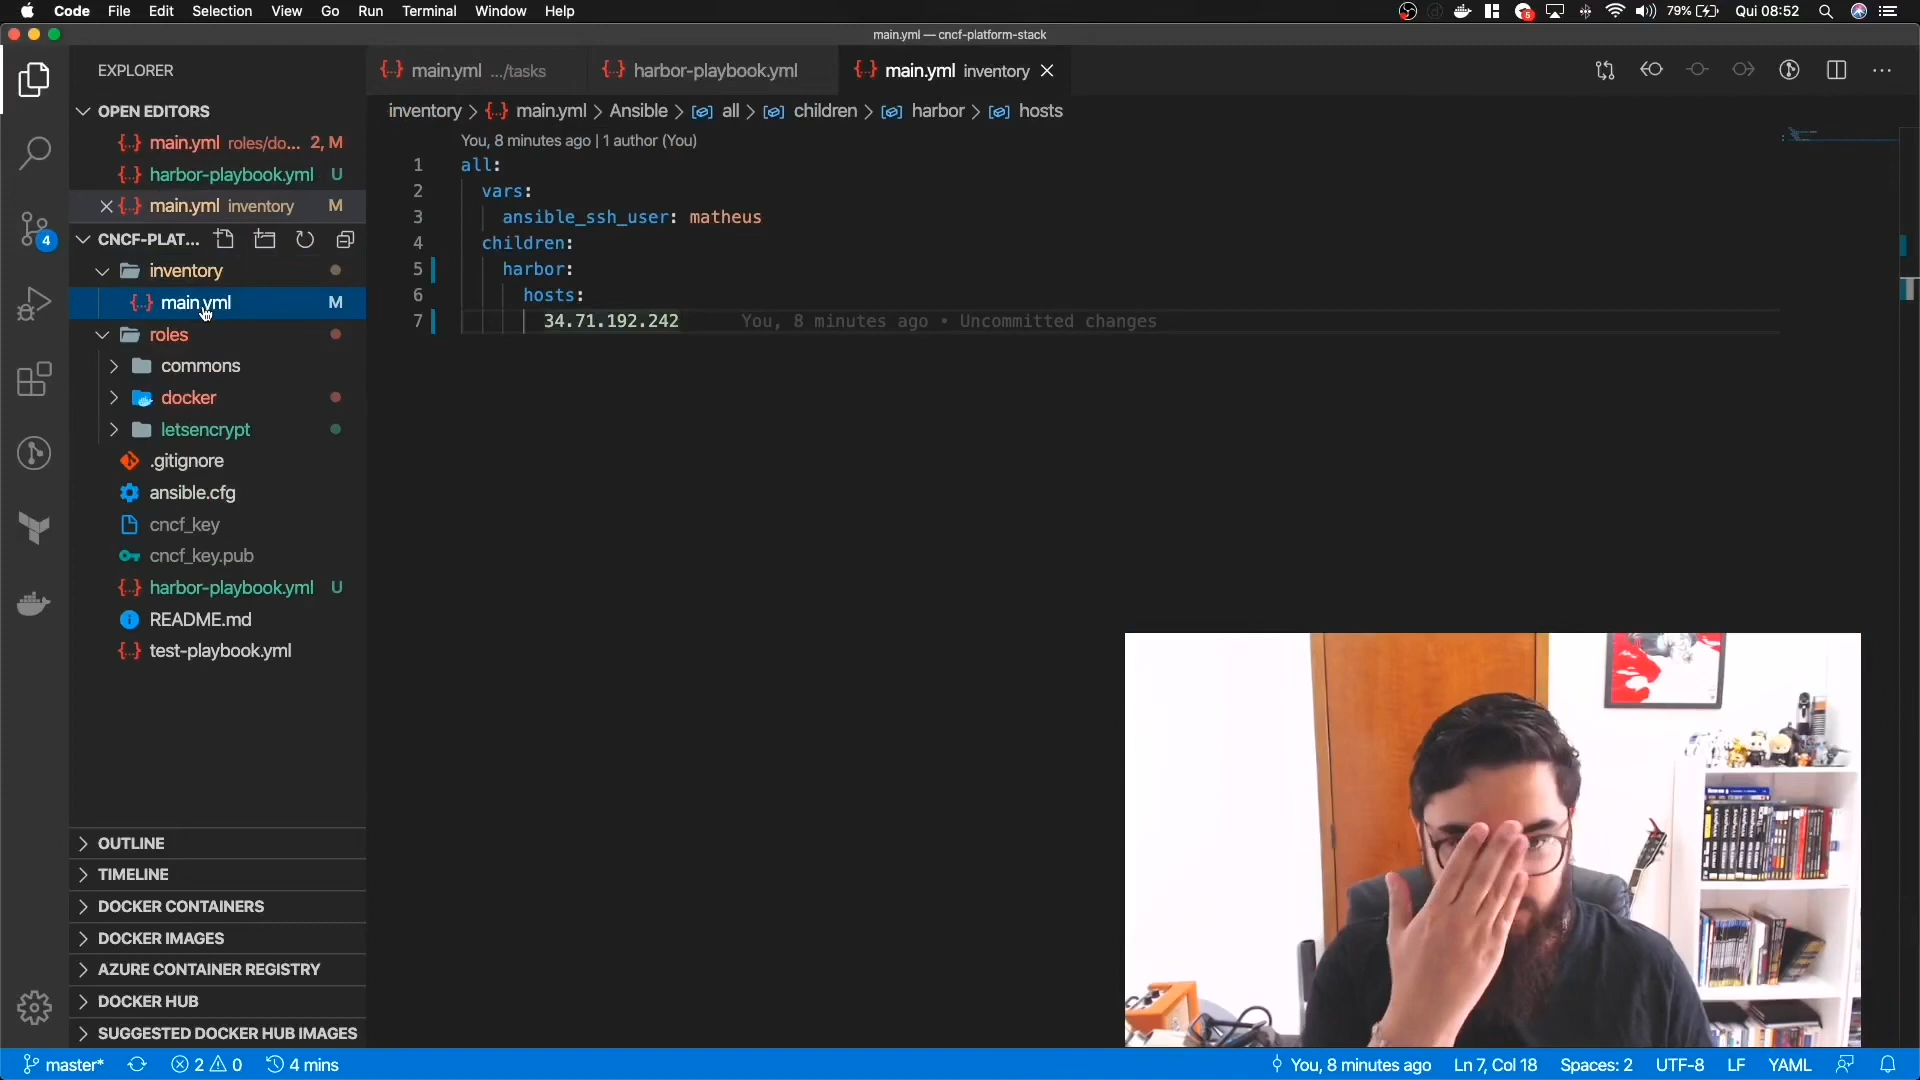 Code File Edit Selection View Go Run Terminal Window Help
5 79% Qui 08:52
main.yml — cncf-platform-stack
EXPLORER
main.yml .../tasks
harbor-playbook.yml
main.yml inventory
OPEN EDITORS
main.yml roles/do... 2, M
harbor-playbook.yml U
main.yml inventory M
CNCF-PLAT...
inventory
main.yml M
roles
commons
docker
letsencrypt
.gitignore
ansible.cfg
cncf_key
cncf_key.pub
harbor-playbook.yml U
README.md
test-playbook.yml
4
OUTLINE
TIMELINE
DOCKER CONTAINERS
DOCKER IMAGES
AZURE CONTAINER REGISTRY
DOCKER HUB
SUGGESTED DOCKER HUB IMAGES
inventory > main.yml > Ansible > all > children > harbor > hosts
You, 8 minutes ago | 1 author (You)
1 all:
2 vars:
3 ansible_ssh_user: matheus
4 children:
5 harbor:
6 hosts:
7 34.71.192.242 You, 8 minutes ago • Uncommitted changes
master* 2 0 4 mins
You, 8 minutes ago Ln 7, Col 18 Spaces: 2 UTF-8 LF YAML